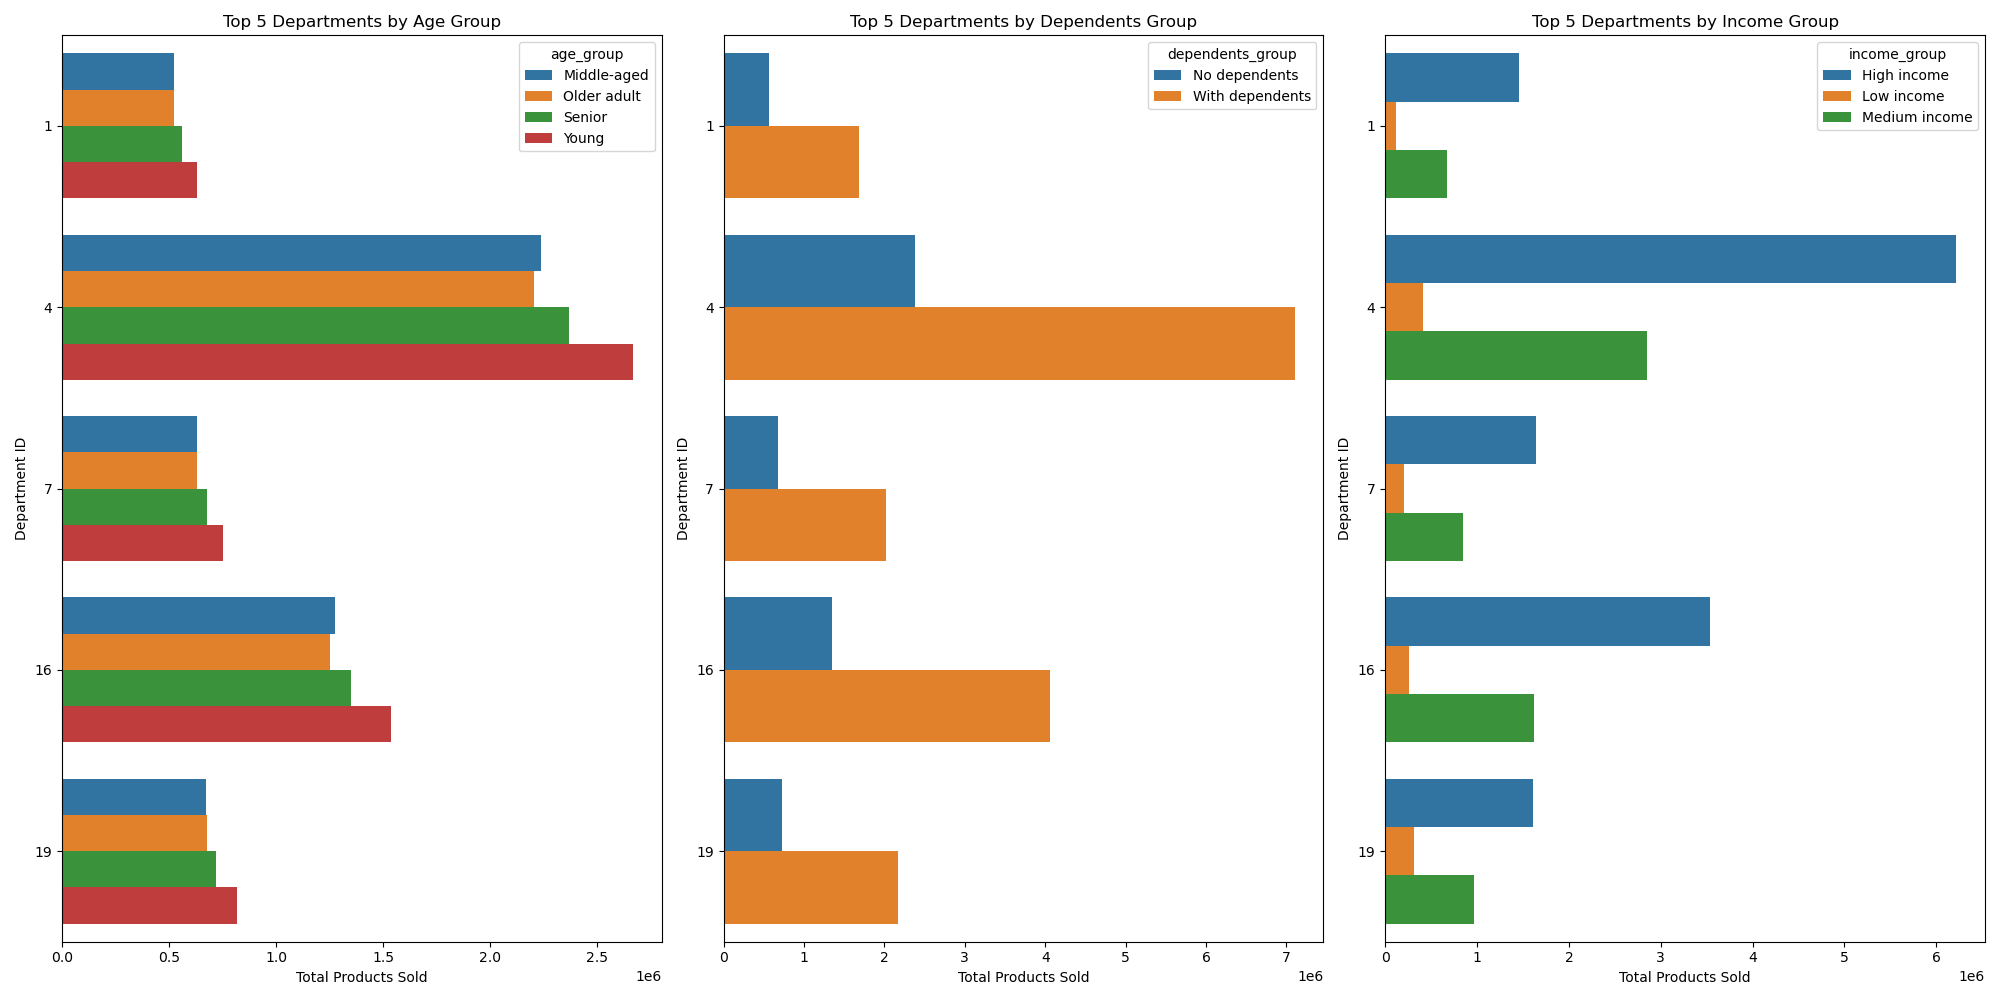 Top 5 Departments by Age Group
age_group
Middle-aged
Older adult
Senior
Young
Department ID
1
4
7
16
19
0.0 0.5 1.0 1.5 2.0 2.5
Total Products Sold
1e6
Top 5 Departments by Dependents Group
dependents_group
No dependents
With dependents
Department ID
1
4
7
16
19
0 1 2 3 4 5 6 7
Total Products Sold
1e6
Top 5 Departments by Income Group
income_group
High income
Low income
Medium income
Department ID
1
4
7
16
19
0 1 2 3 4 5 6
Total Products Sold
1e6